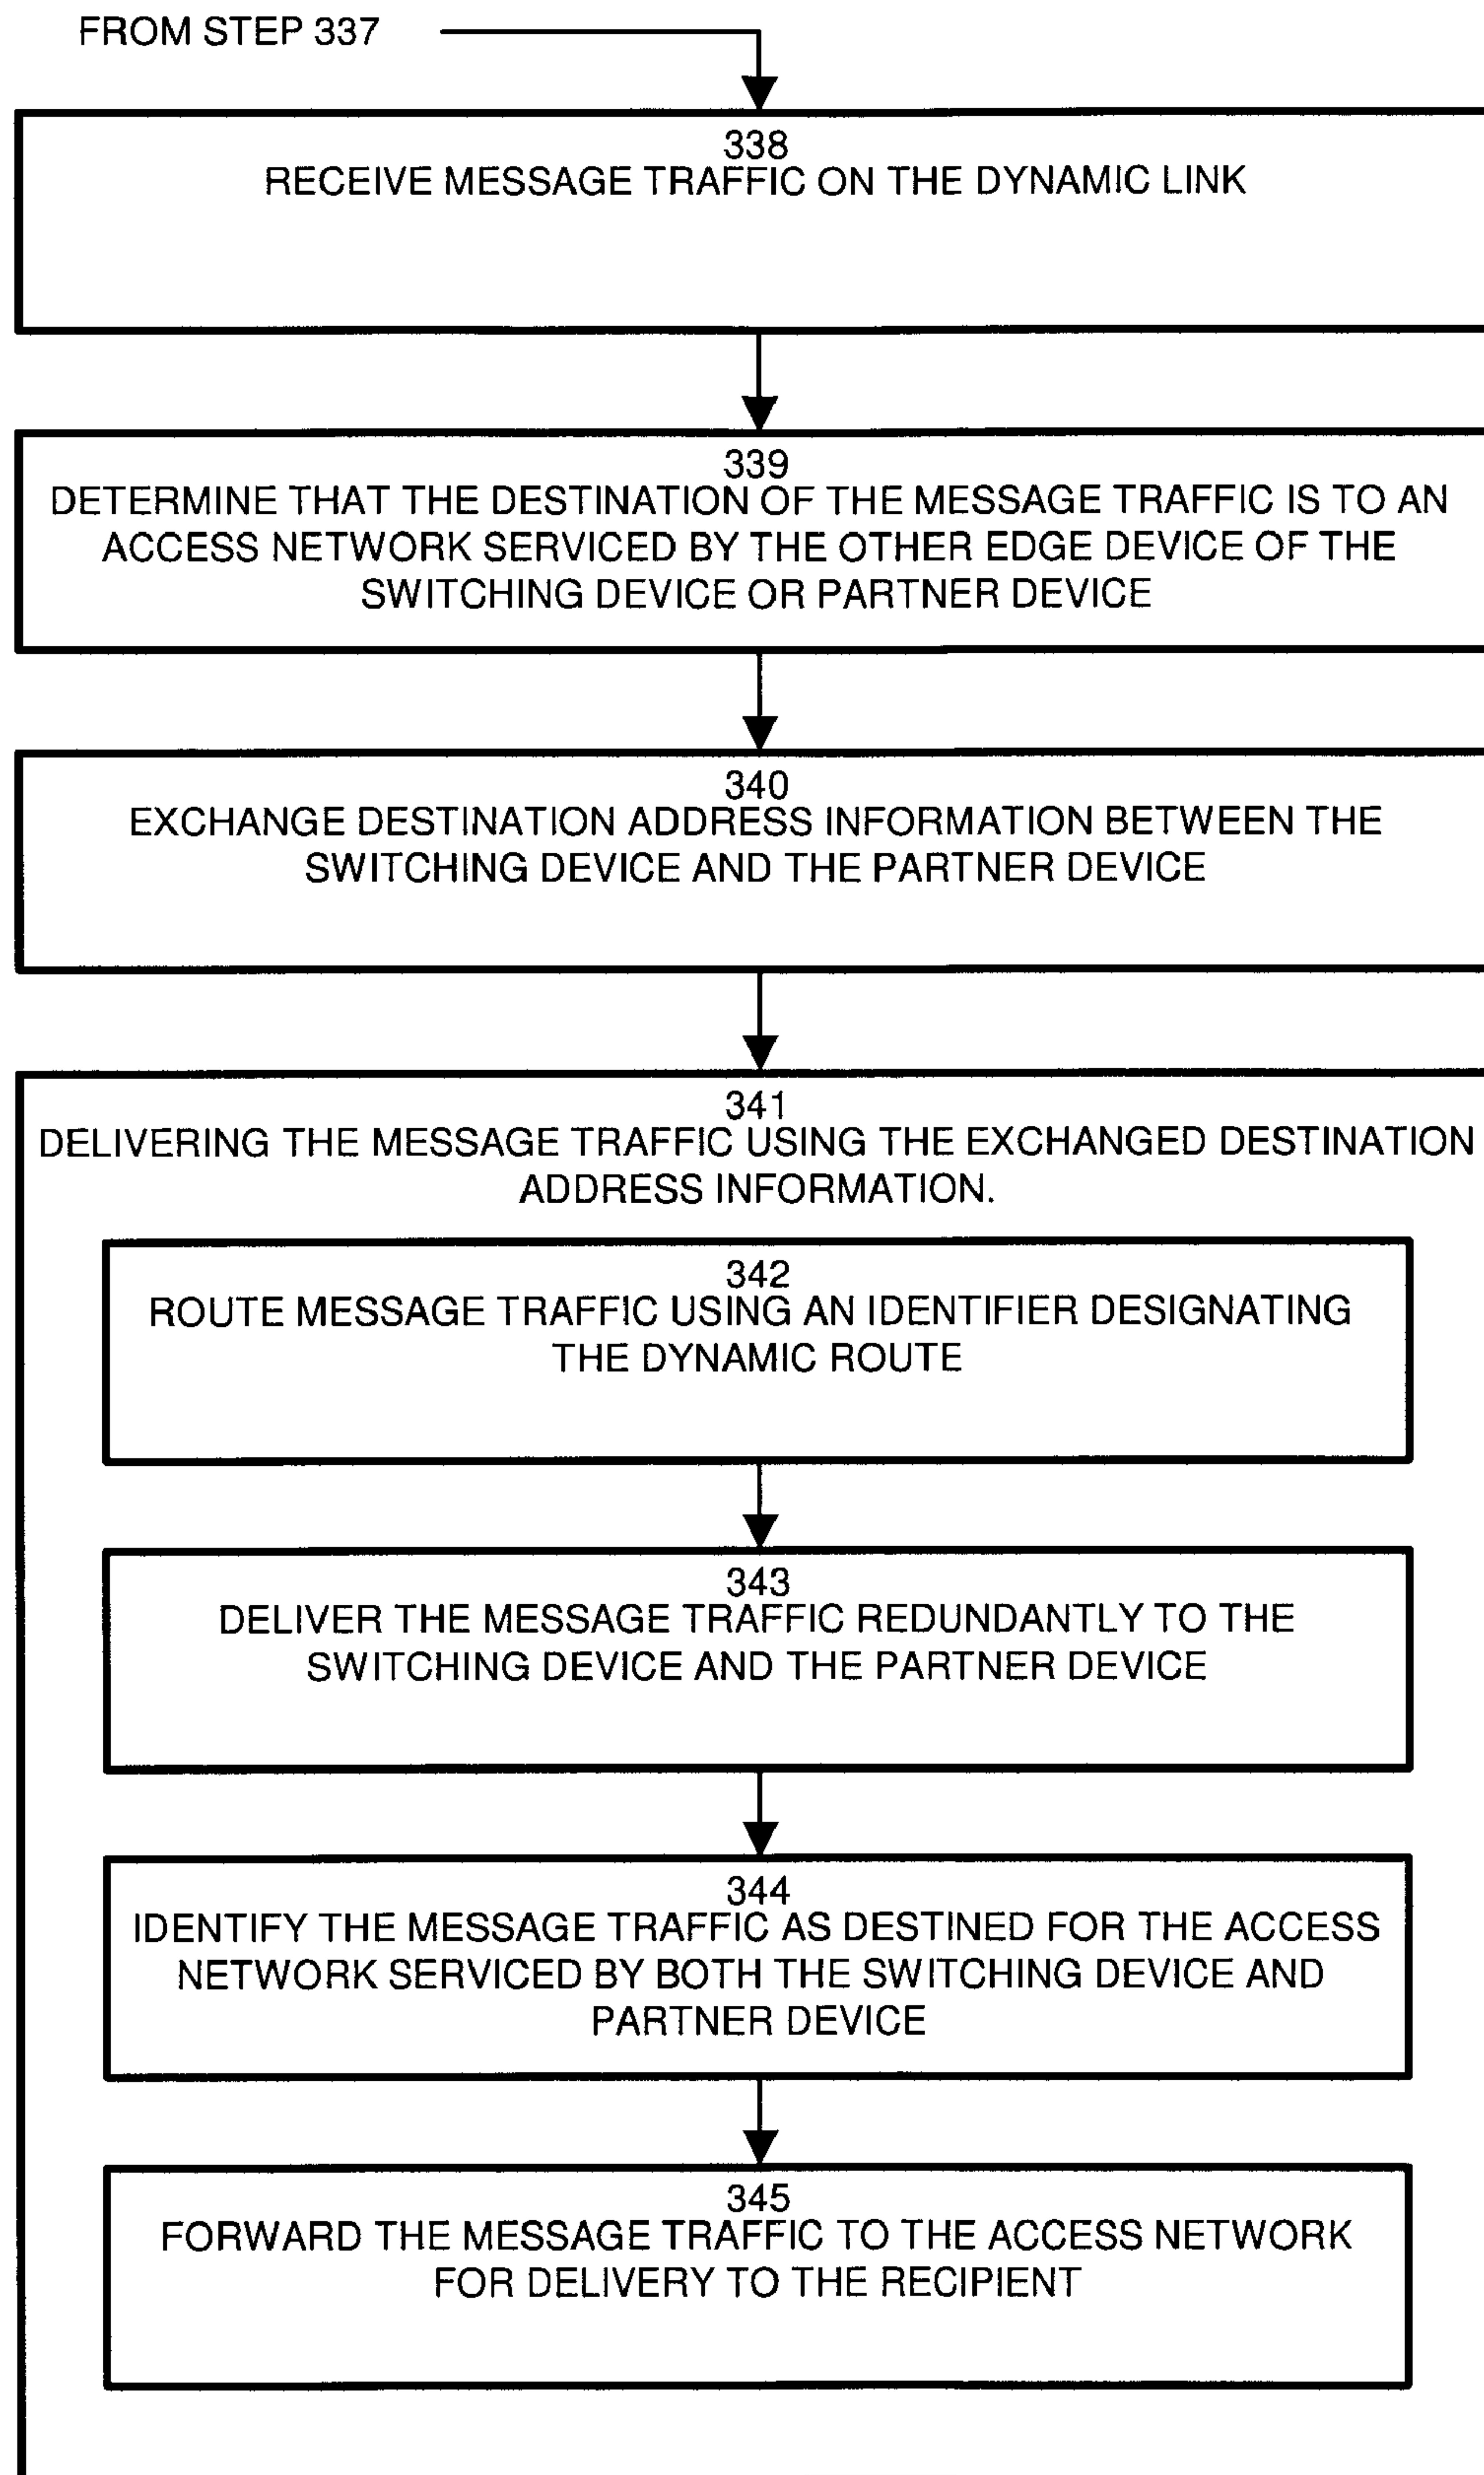 FROM STEP 337
338
RECEIVE MESSAGE TRAFFIC ON THE DYNAMIC LINK
339
DETERMINE THAT THE DESTINATION OF THE MESSAGE TRAFFIC IS TO AN
ACCESS NETWORK SERVICED BY THE OTHER EDGE DEVICE OF THE
SWITCHING DEVICE OR PARTNER DEVICE
340
EXCHANGE DESTINATION ADDRESS INFORMATION BETWEEN THE
SWITCHING DEVICE AND THE PARTNER DEVICE
341
DELIVERING THE MESSAGE TRAFFIC USING THE EXCHANGED DESTINATION
ADDRESS INFORMATION.
342
ROUTE MESSAGE TRAFFIC USING AN IDENTIFIER DESIGNATING
THE DYNAMIC ROUTE
343
DELIVER THE MESSAGE TRAFFIC REDUNDANTLY TO THE
SWITCHING DEVICE AND THE PARTNER DEVICE
344
IDENTIFY THE MESSAGE TRAFFIC AS DESTINED FOR THE ACCESS
NETWORK SERVICED BY BOTH THE SWITCHING DEVICE AND
PARTNER DEVICE
345
FORWARD THE MESSAGE TRAFFIC TO THE ACCESS NETWORK
FOR DELIVERY TO THE RECIPIENT